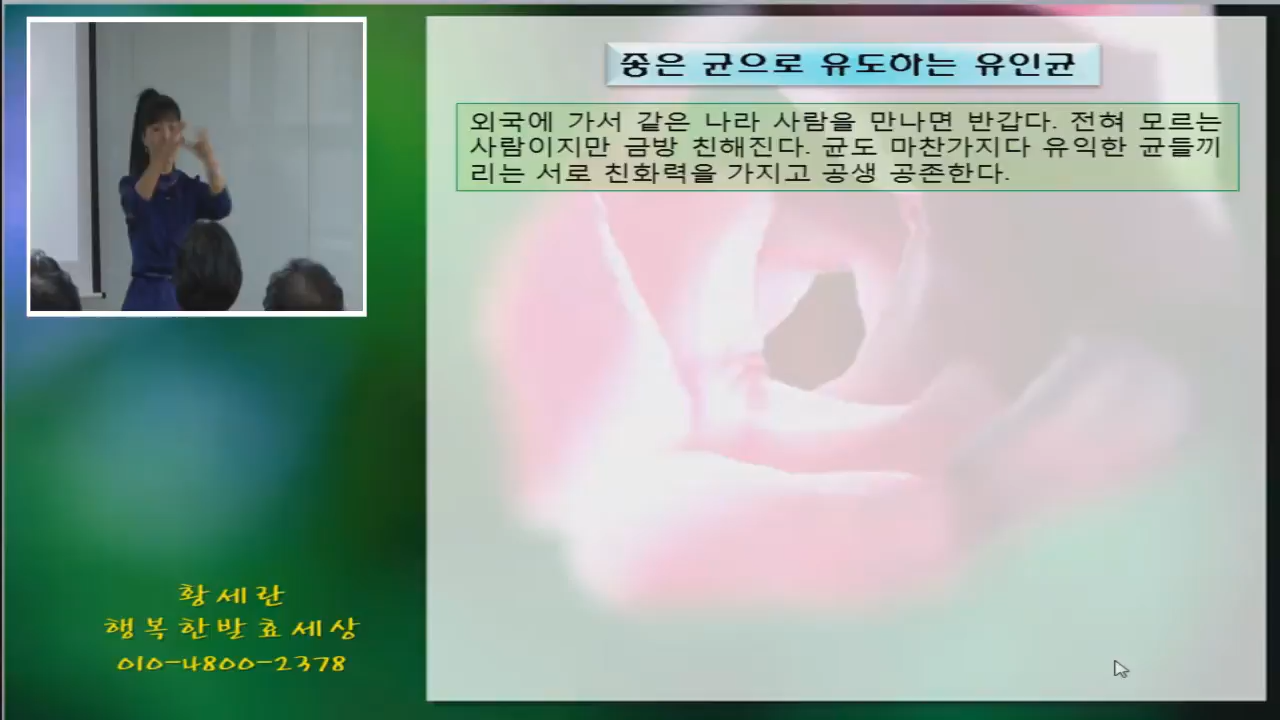 좋은 균으로 유도하는 유인균
외국에 가서 같은 나라 사람을 만나면 반갑다. 전혀 모르는
사람이지만 금방 친해진다. 균도 마찬가지다 유익한 균들끼
리는 서로 친화력을 가지고 공생 공존한다.
황세란
행복한발효세상
010-4800-2378